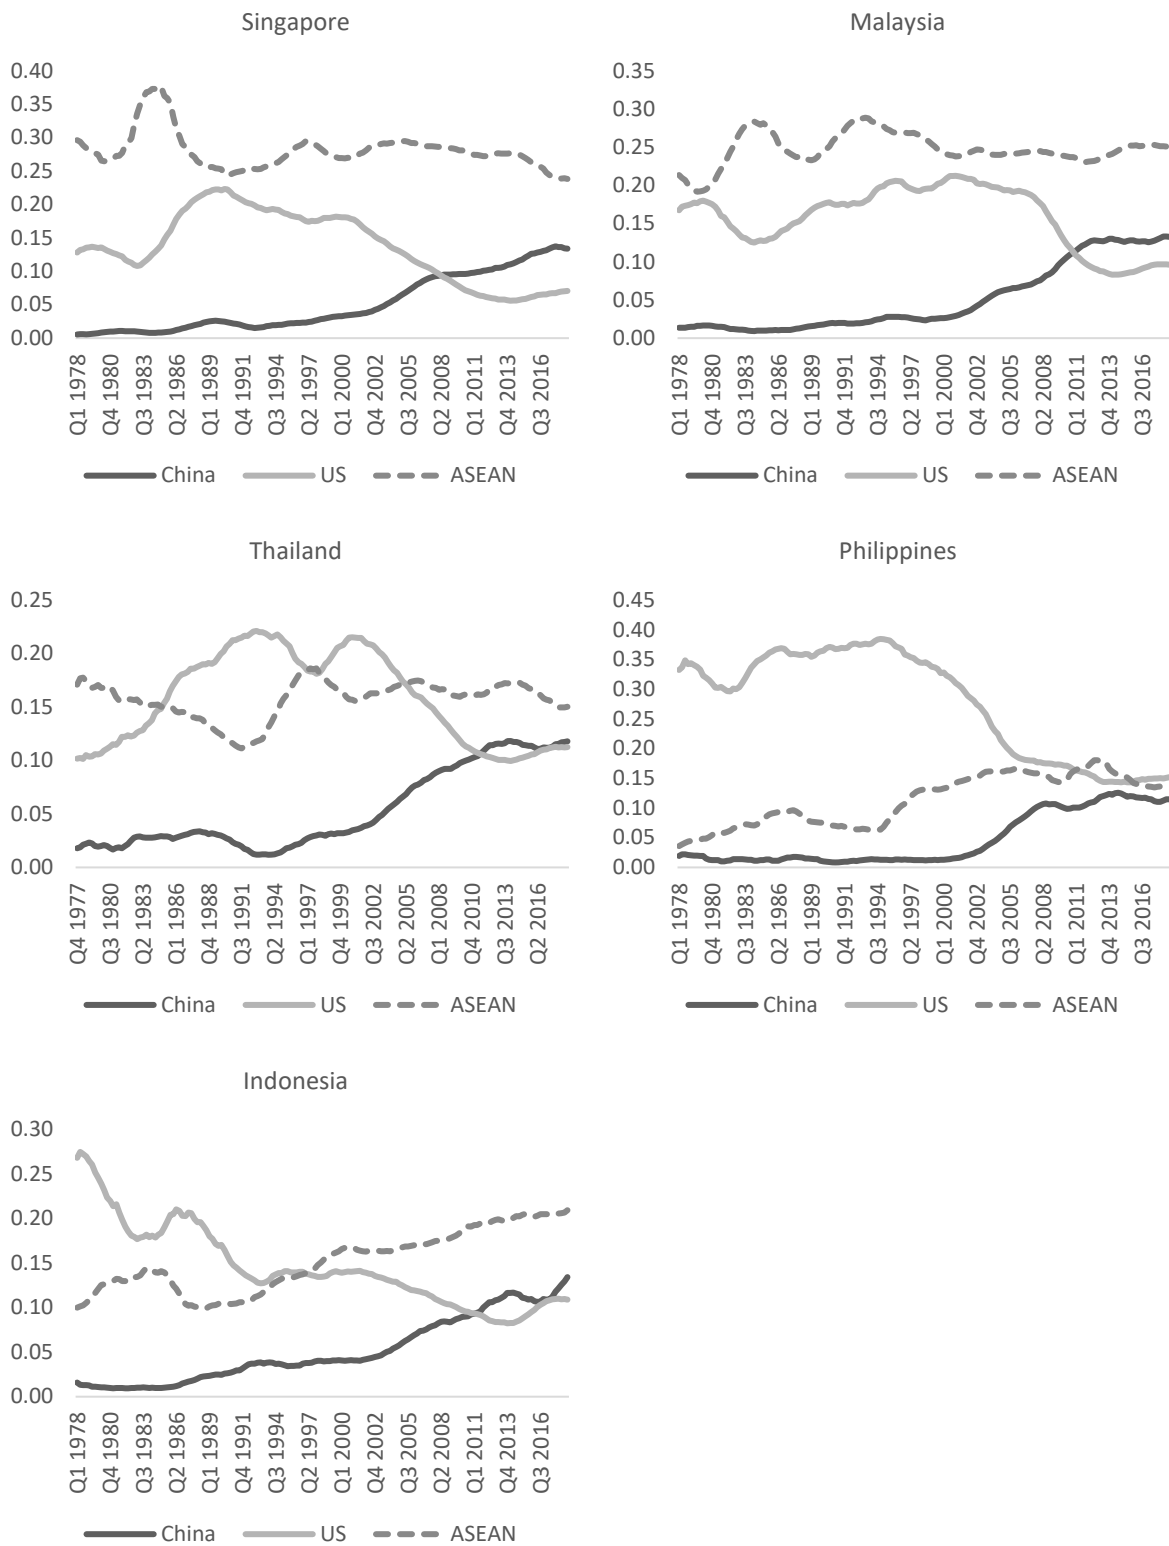 Singapore
0.40
0.35
0.30
0.25
0.20
0.15
0.10
0.05
0.00
Q1 1978
Q4 1980
Q3 1983
Q2 1986
Q1 1989
Q4 1991
Q3 1994
Q2 1997
Q1 2000
Q4 2002
Q3 2005
Q2 2008
Q1 2011
Q4 2013
Q3 2016
China US ASEAN
Malaysia
0.35
0.30
0.25
0.20
0.15
0.10
0.05
0.00
Q1 1978
Q4 1980
Q3 1983
Q2 1986
Q1 1989
Q4 1991
Q3 1994
Q2 1997
Q1 2000
Q4 2002
Q3 2005
Q2 2008
Q1 2011
Q4 2013
Q3 2016
China US ASEAN
Thailand
0.25
0.20
0.15
0.10
0.05
0.00
Q4 1977
Q3 1980
Q2 1983
Q1 1986
Q4 1988
Q3 1991
Q2 1994
Q1 1997
Q4 1999
Q3 2002
Q2 2005
Q1 2008
Q4 2010
Q3 2013
Q2 2016
China US ASEAN
Philippines
0.45
0.40
0.35
0.30
0.25
0.20
0.15
0.10
0.05
0.00
Q1 1978
Q4 1980
Q3 1983
Q2 1986
Q1 1989
Q4 1991
Q3 1994
Q2 1997
Q1 2000
Q4 2002
Q3 2005
Q2 2008
Q1 2011
Q4 2013
Q3 2016
China US ASEAN
Indonesia
0.30
0.25
0.20
0.15
0.10
0.05
0.00
Q1 1978
Q4 1980
Q3 1983
Q2 1986
Q1 1989
Q4 1991
Q3 1994
Q2 1997
Q1 2000
Q4 2002
Q3 2005
Q2 2008
Q1 2011
Q4 2013
Q3 2016
China US ASEAN